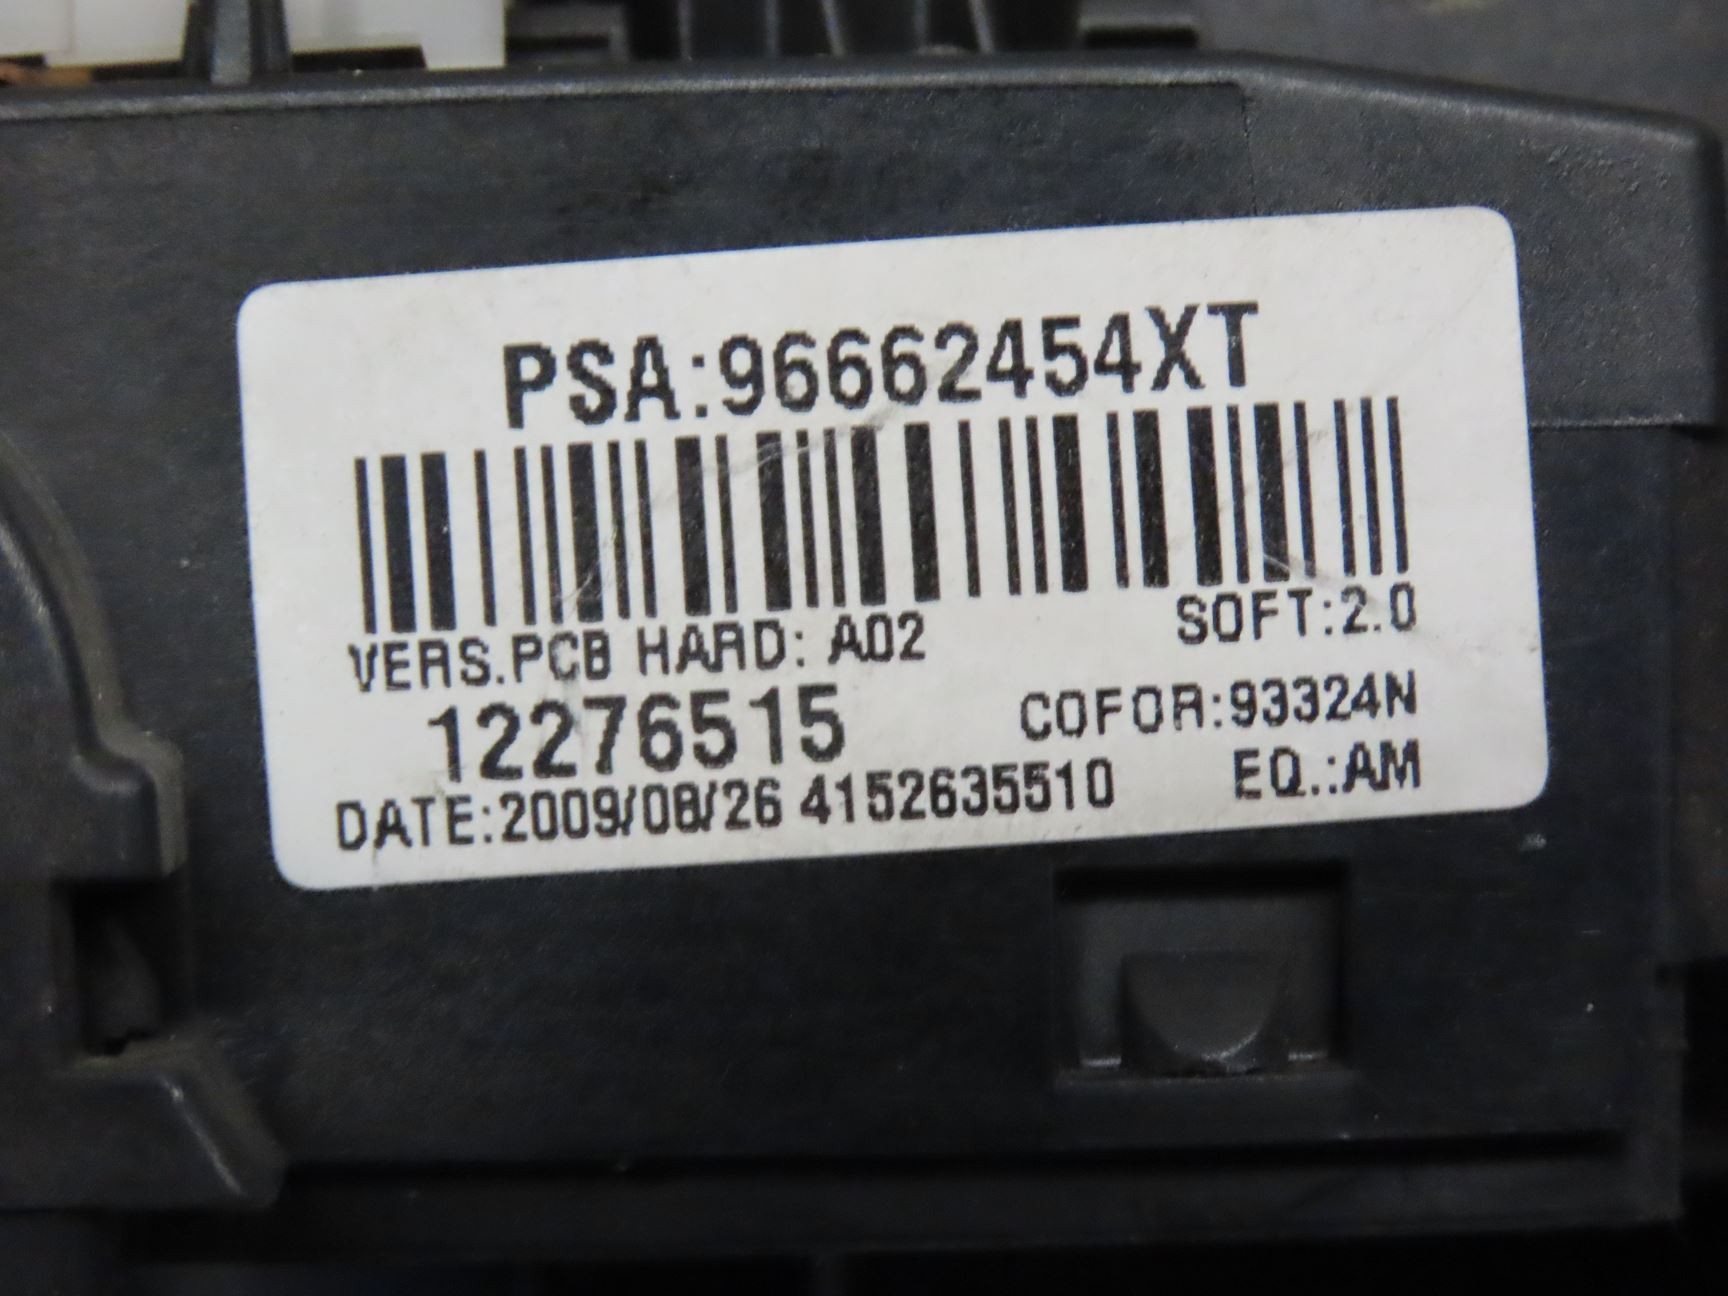 PSA:96662454XT
VERS.PCB HARD: A02 SOFT:2.0
12276515 COFOR:93324N
DATE:2009/08/26 4152635510 EQ.:AM